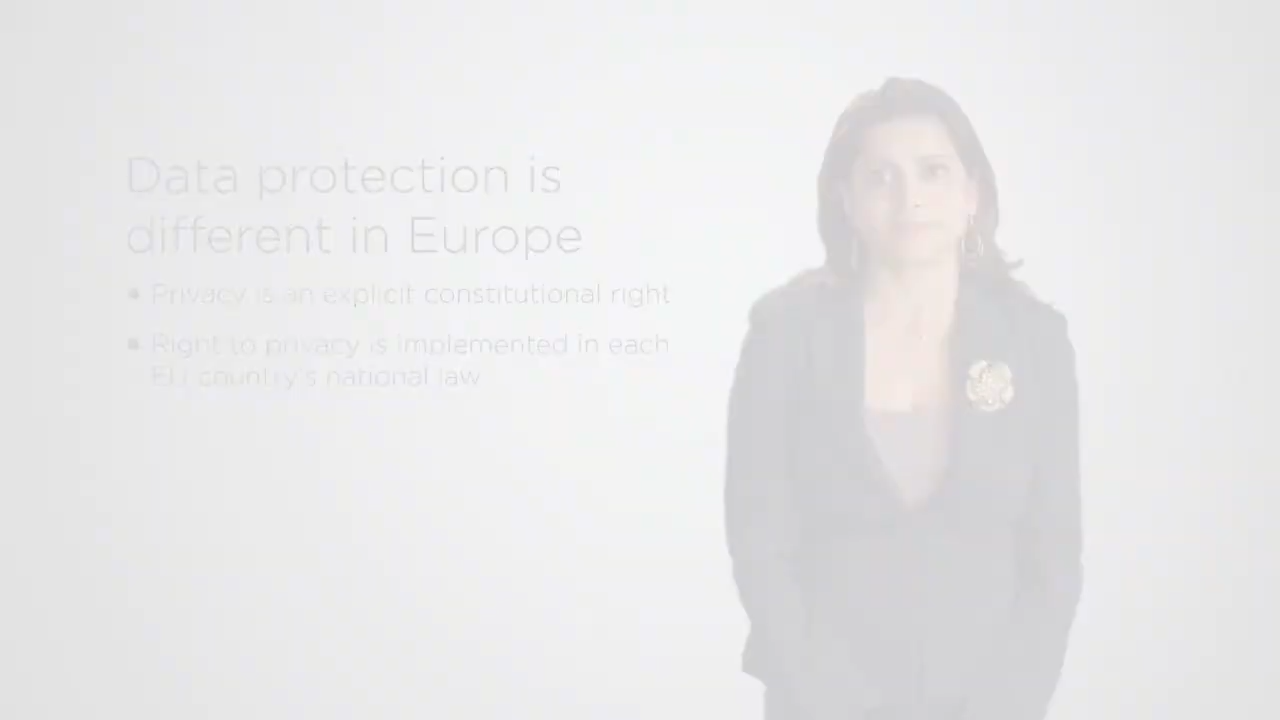 Data protection is
different in Europe
• Privacy is an explicit constitutional right
• Right to privacy is implemented in each
EU country's national law